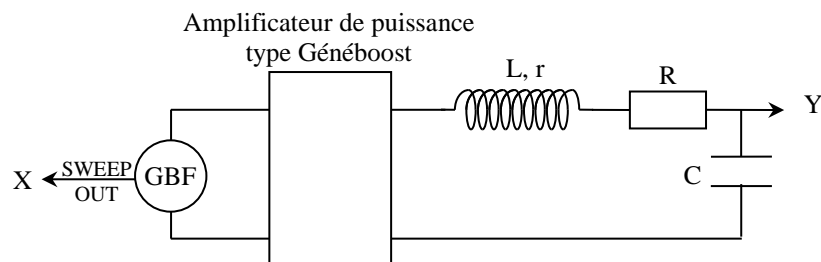 Amplificateur de puissance
type Généboost
L, r
R
Y
X
SWEEP
OUT
GBF
C